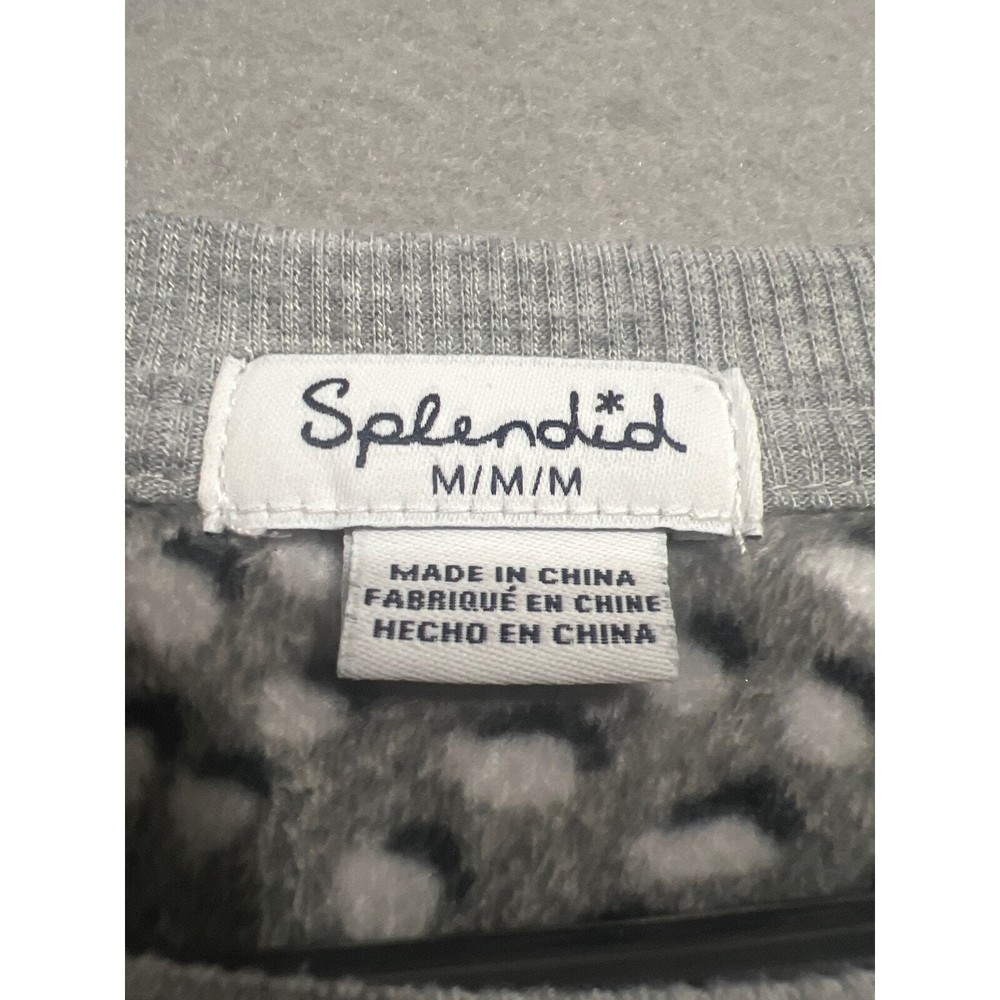 Splendid
M/M/M
MADE IN CHINA
FABRIQUÉ EN CHINE
HECHO EN CHINA